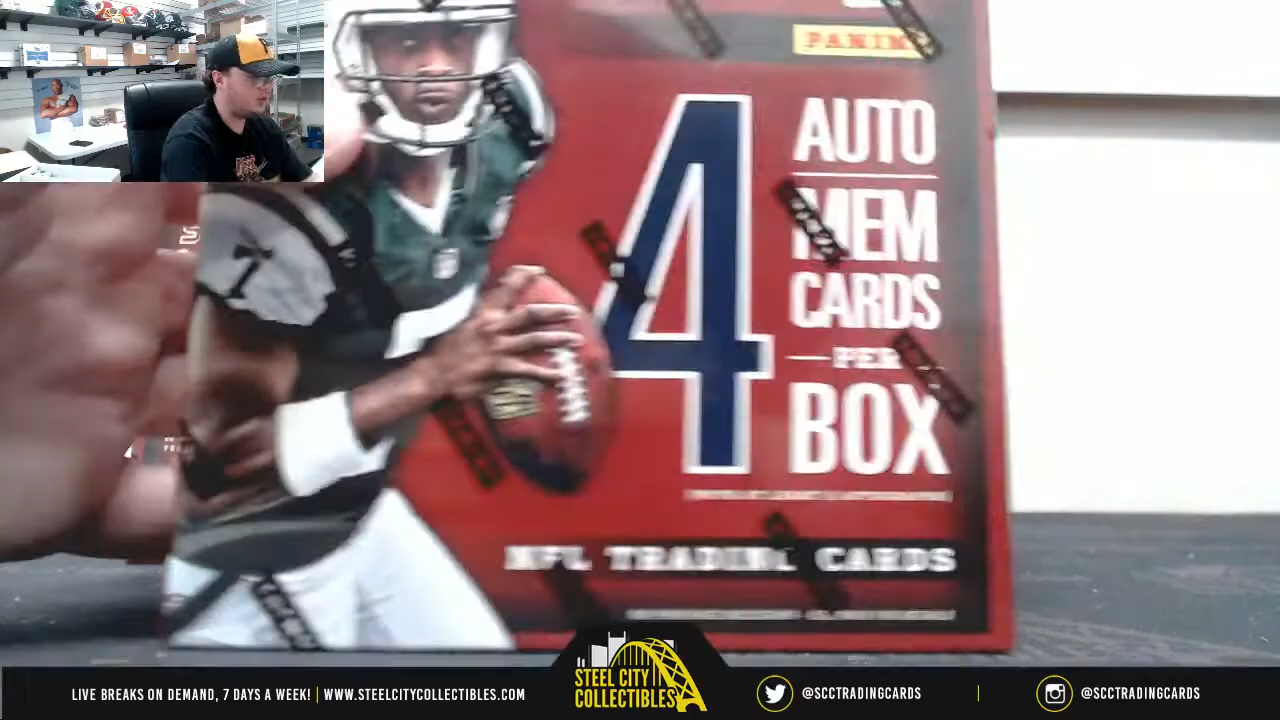 PANINI
4
AUTO
MEM
CARDS
PER
BOX
NFL TRADING CARDS
LIVE BREAKS ON DEMAND, 7 DAYS A WEEK! | WWW.STEELCITYCOLLECTIBLES.COM
STEEL CITY
COLLECTIBLES
@SCCTRADINGCARDS
@SCCTRADINGCARDS